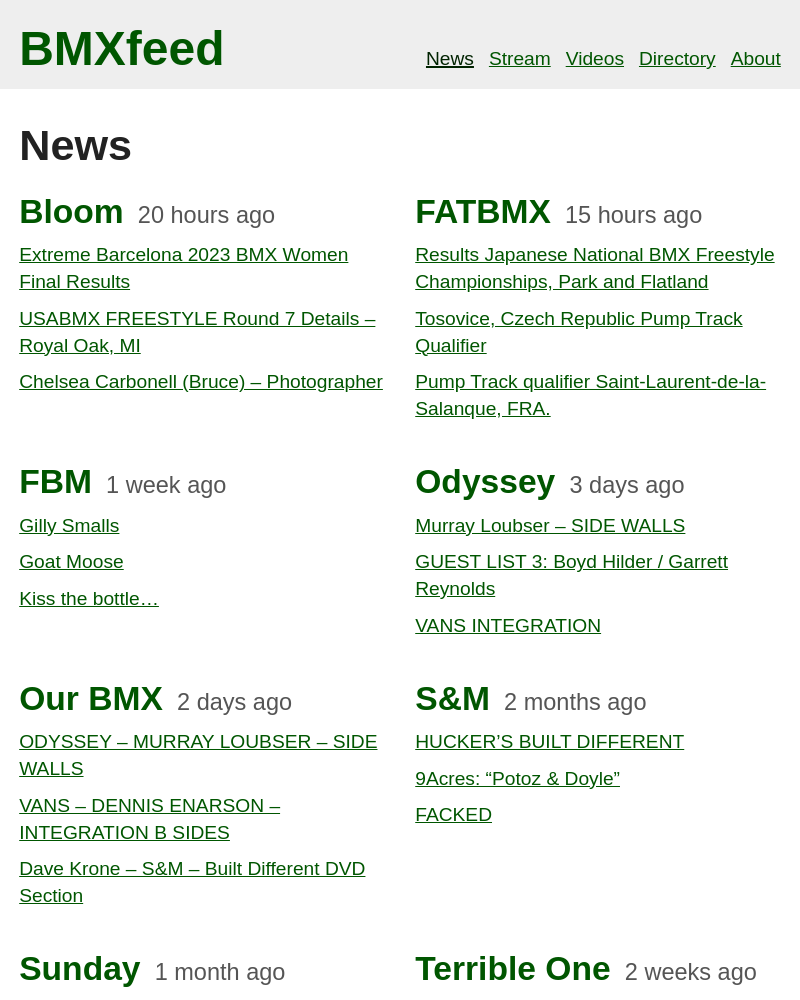 BMXfeed
News Stream Videos Directory About
News
Bloom 20 hours ago
Extreme Barcelona 2023 BMX Women
Final Results
USABMX FREESTYLE Round 7 Details –
Royal Oak, MI
Chelsea Carbonell (Bruce) – Photographer
FATBMX 15 hours ago
Results Japanese National BMX Freestyle
Championships, Park and Flatland
Tosovice, Czech Republic Pump Track
Qualifier
Pump Track qualifier Saint-Laurent-de-la-
Salanque, FRA.
FBM 1 week ago
Gilly Smalls
Goat Moose
Kiss the bottle…
Odyssey 3 days ago
Murray Loubser – SIDE WALLS
GUEST LIST 3: Boyd Hilder / Garrett
Reynolds
VANS INTEGRATION
Our BMX 2 days ago
ODYSSEY – MURRAY LOUBSER – SIDE
WALLS
VANS – DENNIS ENARSON –
INTEGRATION B SIDES
Dave Krone – S&M – Built Different DVD
Section
S&M 2 months ago
HUCKER’S BUILT DIFFERENT
9Acres: “Potoz & Doyle”
FACKED
Sunday 1 month ago
Terrible One 2 weeks ago